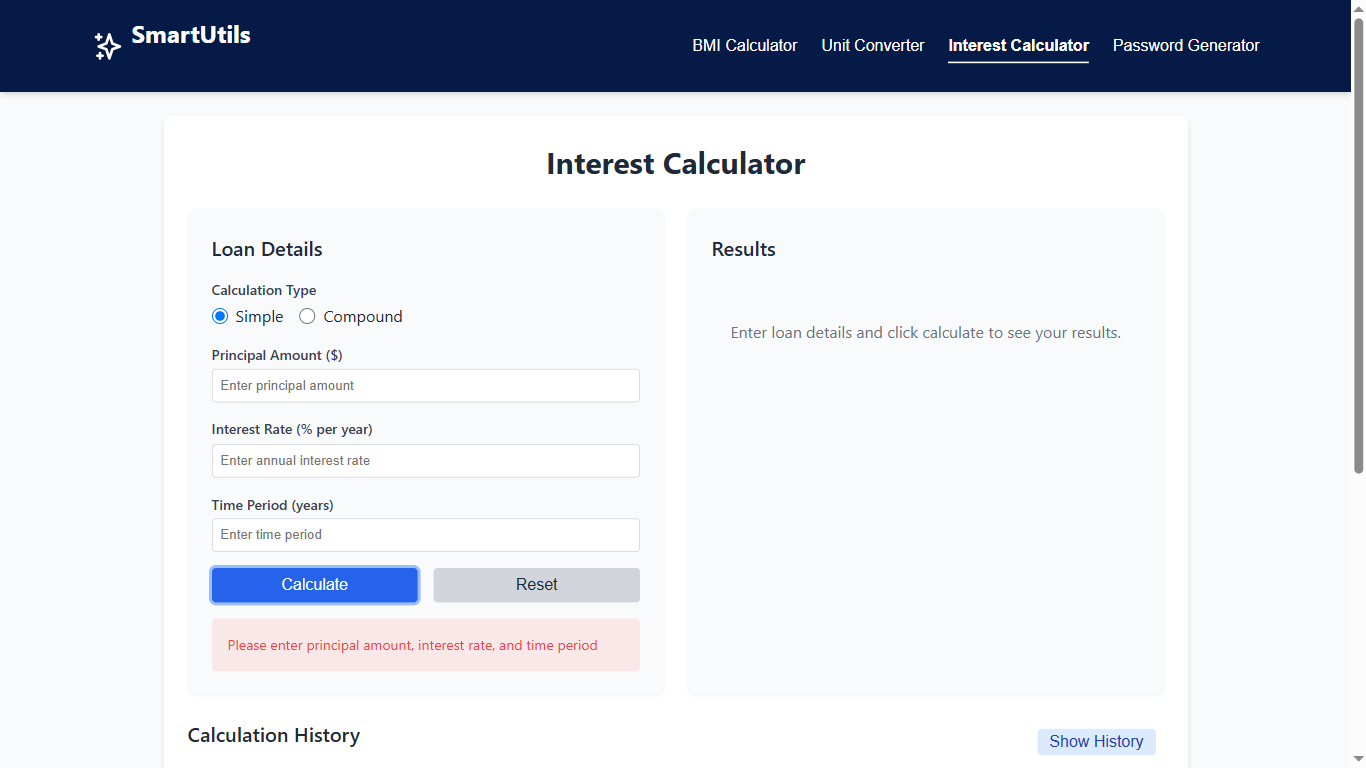 SmartUtils
BMI Calculator Unit Converter Interest Calculator Password Generator
Interest Calculator
Loan Details
Calculation Type
Simple Compound
Principal Amount ($)
Enter principal amount
Interest Rate (% per year)
Enter annual interest rate
Time Period (years)
Enter time period
Calculate Reset
Please enter principal amount, interest rate, and time period
Results
Enter loan details and click calculate to see your results.
Calculation History
Show History